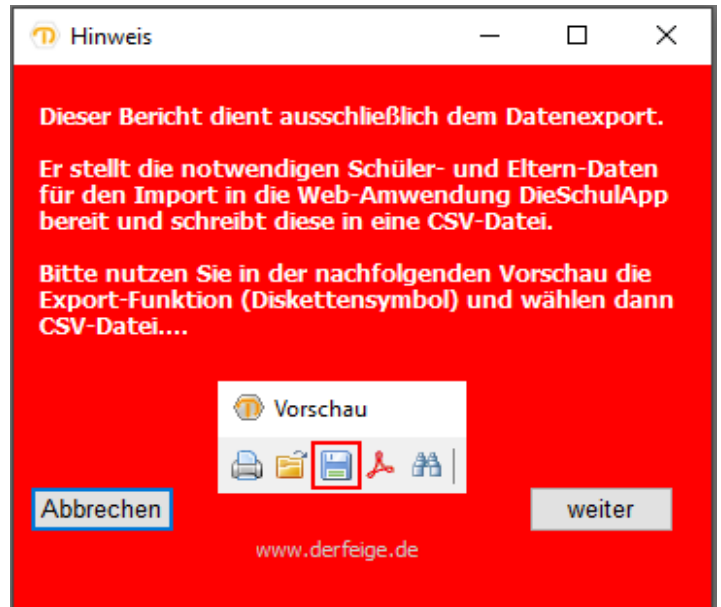 Hinweis
Dieser Bericht dient ausschließlich dem Datenexport.
Er stellt die notwendigen Schüler- und Eltern-Daten
für den Import in die Web-Amwendung DieSchulApp
bereit und schreibt diese in eine CSV-Datei.
Bitte nutzen Sie in der nachfolgenden Vorschau die
Export-Funktion (Diskettensymbol) und wählen dann
CSV-Datei....
Vorschau
Abbrechen
weiter
www.derfeige.de